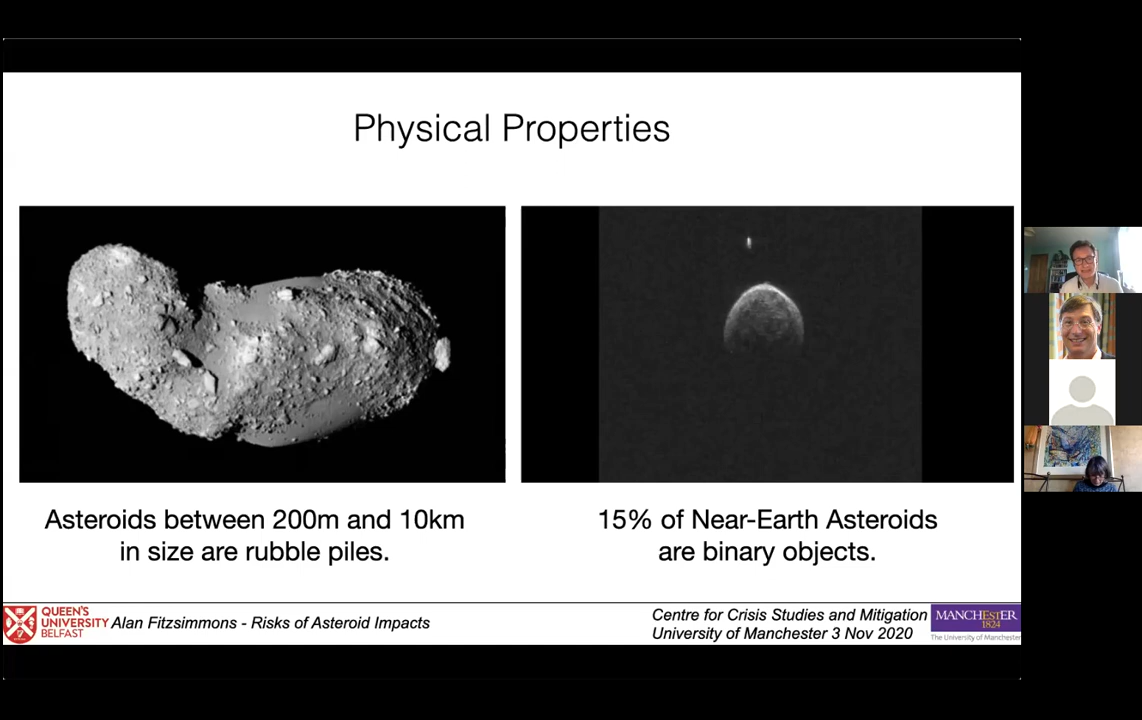 Physical Properties
Asteroids between 200m and 10km
in size are rubble piles.
15% of Near-Earth Asteroids
are binary objects.
QUEEN'S
UNIVERSITY
BELFAST
Alan Fitzsimmons - Risks of Asteroid Impacts
Centre for Crisis Studies and Mitigation
University of Manchester 3 Nov 2020
MANCHESTER
1824
The University of Manchester